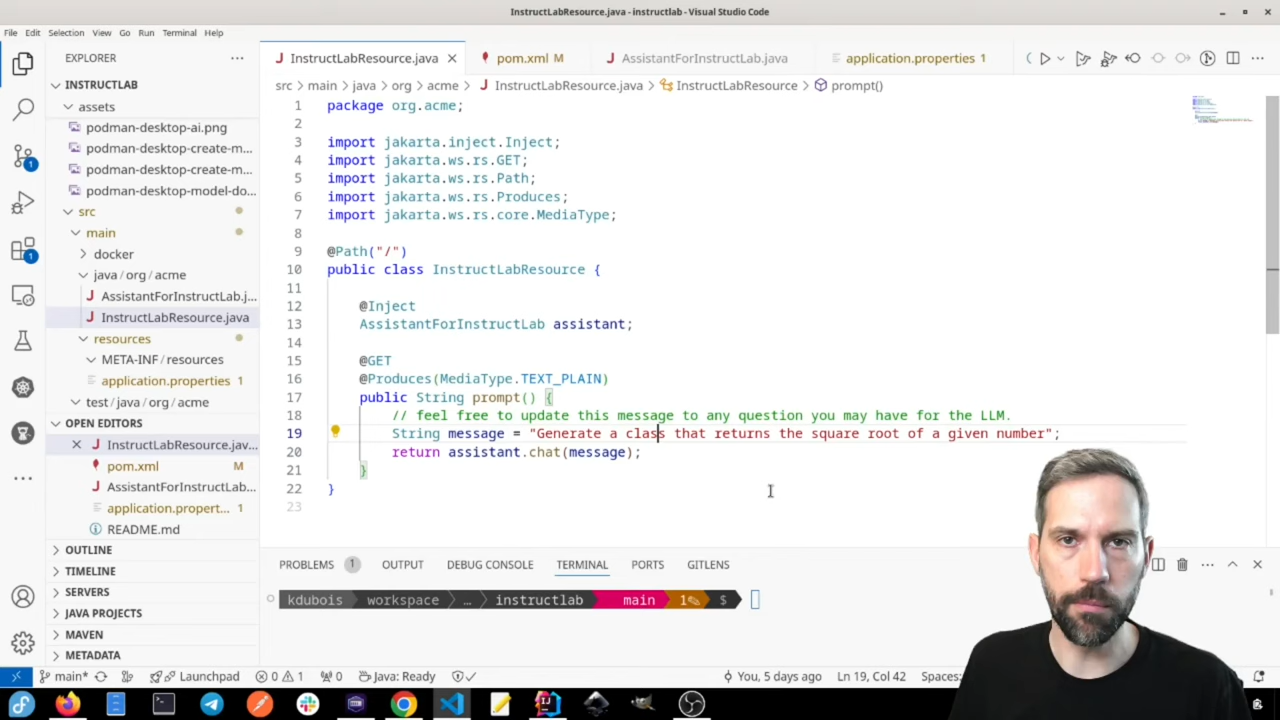 InstructLabResource.java - instructlab - Visual Studio Code
File Edit Selection View Go Run Terminal Help
EXPLORER
INSTRUCTLAB
assets
podman-desktop-ai.png
podman-desktop-create-m...
podman-desktop-create-m...
podman-desktop-model-do...
src
main
docker
java / org / acme
AssistantForInstructLab.j...
InstructLabResource.java
resources
META-INF / resources
application.properties 1
test / java / org / acme
OPEN EDITORS
InstructLabResource.jav...
pom.xml M
AssistantForInstructLab...
application.propert... 1
README.md
OUTLINE
TIMELINE
SERVERS
JAVA PROJECTS
MAVEN
METADATA
1
1
InstructLabResource.java pom.xml M AssistantForInstructLab.java application.properties 1
src > main > java > org > acme > InstructLabResource.java > InstructLabResource > prompt()
1 package org.acme;
2
3 import jakarta.inject.Inject;
4 import jakarta.ws.rs.GET;
5 import jakarta.ws.rs.Path;
6 import jakarta.ws.rs.Produces;
7 import jakarta.ws.rs.core.MediaType;
8
9 @Path("/")
10 public class InstructLabResource {
11
12 @Inject
13 AssistantForInstructLab assistant;
14
15 @GET
16 @Produces(MediaType.TEXT_PLAIN)
17 public String prompt() {
18 // feel free to update this message to any question you may have for the LLM.
19 String message = "Generate a class that returns the square root of a given number";
20 return assistant.chat(message);
21 }
22 }
23
PROBLEMS 1 OUTPUT DEBUG CONSOLE TERMINAL PORTS GITLENS
kdubois workspace … instructlab main 1 $
main* Launchpad 0 1 0 Java: Ready You, 5 days ago Ln 19, Col 42 Spaces: